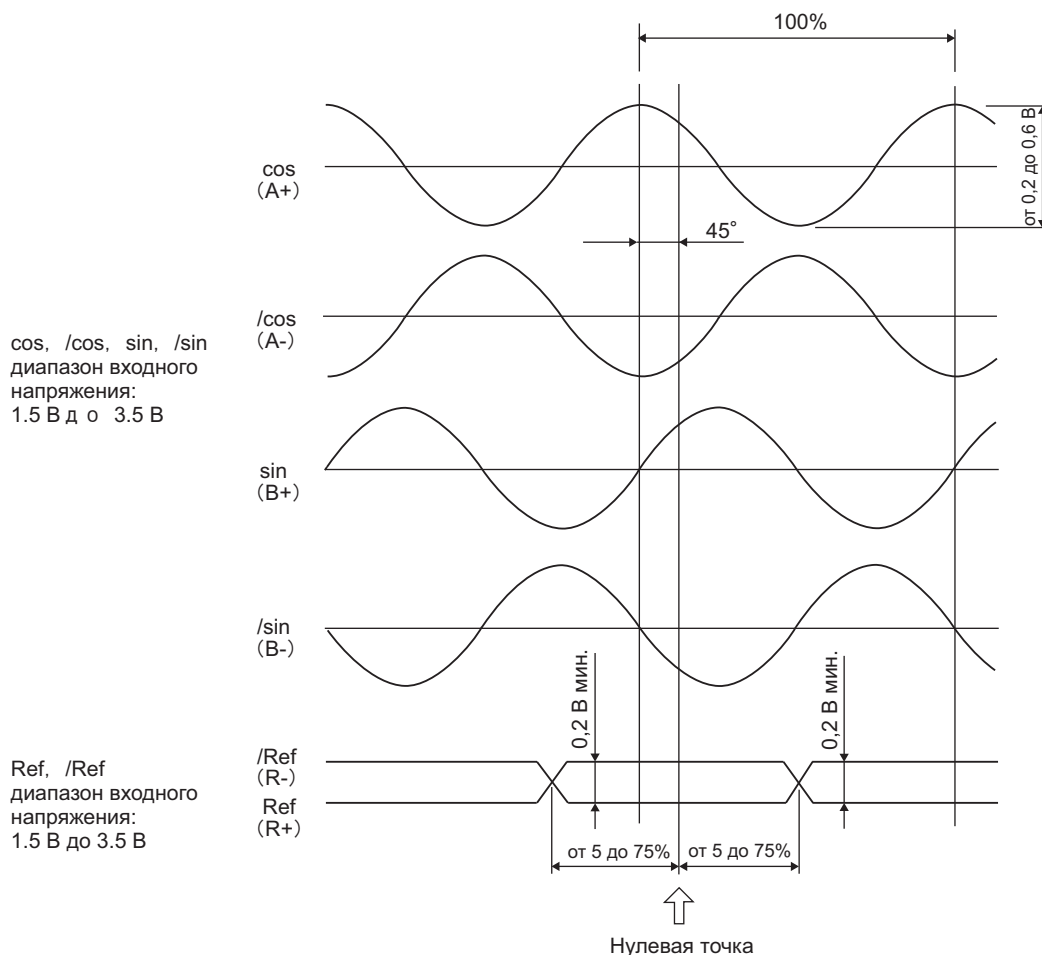 100%
от 0,2 до 0,6 В
cos
(A+)
45°
/cos
(A-)
cos, /cos, sin, /sin
диапазон входного
напряжения:
1.5 В д о 3.5 В
sin
(B+)
/sin
(B-)
0,2 В мин.
0,2 В мин.
/Ref
(R-)
Ref
(R+)
Ref, /Ref
диапазон входного
напряжения:
1.5 В до 3.5 В
от 5 до 75%
от 5 до 75%
Нулевая точка